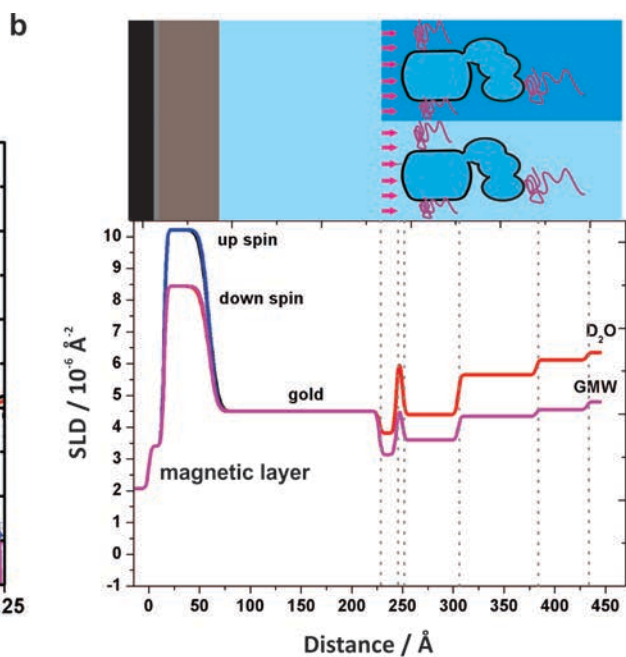 b
10
9
8
7
6
5
4
3
2
1
0
-1
SLD / 10⁻⁶ Å⁻²
up spin
down spin
gold
magnetic layer
D₂O
GMW
25
0 50 100 150 200 250 300 350 400 450
Distance / Å